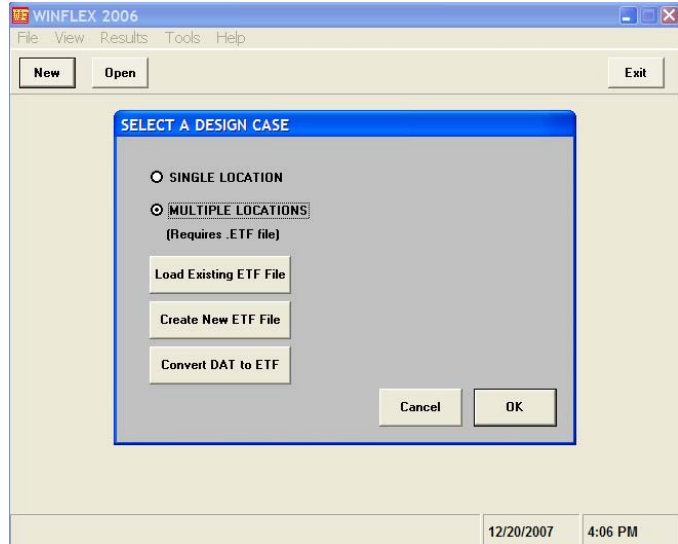 WF WINFLEX 2006
File View Results Tools Help
New Open Exit
SELECT A DESIGN CASE
SINGLE LOCATION
MULTIPLE LOCATIONS
(Requires .ETF file)
Load Existing ETF File
Create New ETF File
Convert DAT to ETF
Cancel OK
12/20/2007 4:06 PM